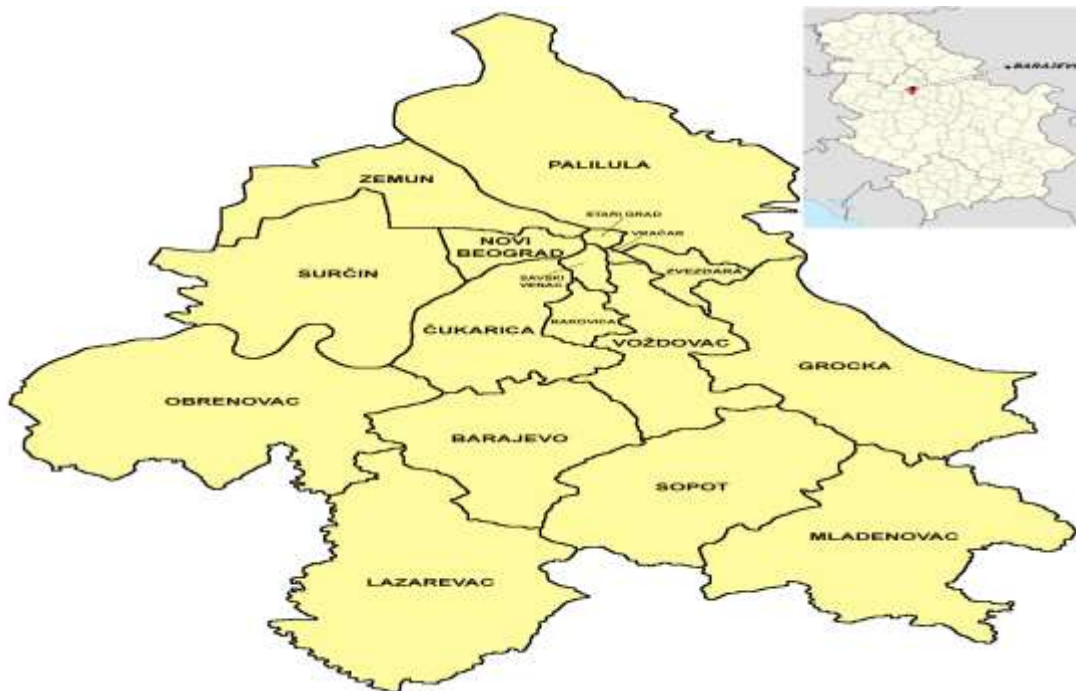 BARAJEV
PALILULA
ZEMUN
STARI GRAD
VRAČAR
NOVI
BEOGRAD
SURČIN
ZVEZDARA
SAVSKI
VENAC
RAKOVICA
ČUKARICA
VOŽDOVAC
GROCKA
OBRENOVAC
BARAJEVO
SOPOT
MLADENOVAC
LAZAREVAC